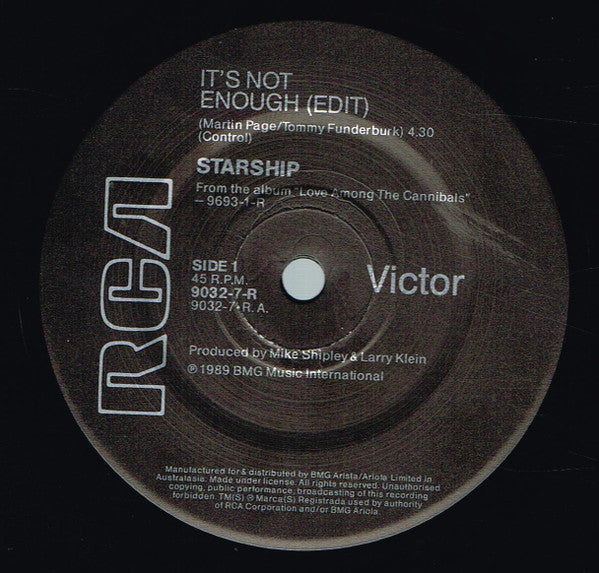 IT'S NOT
ENOUGH (EDIT)
(Martin Page/Tommy Funderburk) 4.30
(Control)
STARSHIP
From the album "Love Among The Cannibals"
–9693-1-R
RCA
SIDE 1
45 R.P.M.
9032-7-R
9032-7-R.A.
Victor
Produced by Mike Shipley & Larry Klein
℗ 1989 BMG Music International
Manufactured for & distributed by BMG Arista/Ariola Limited in
Australasia. Made under license. All rights reserved. Unauthorised
copying, public performance, broadcasting of this recording
forbidden. TM(S) ® Marca(S) Registrada used by authority
of RCA Corporation and/or BMG Ariola.